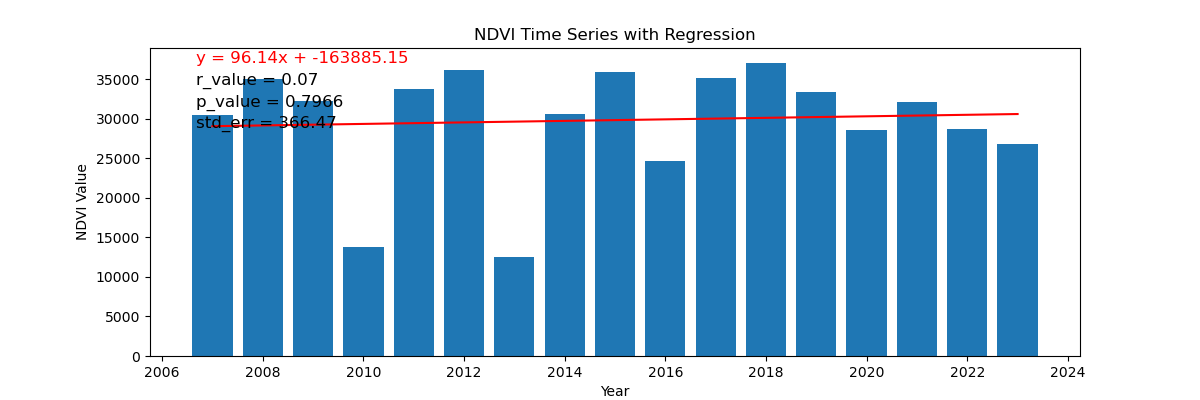 NDVI Time Series with Regression
y = 96.14x + -163885.15
r_value = 0.07
p_value = 0.7966
std_err = 366.47
NDVI Value
35000
30000
25000
20000
15000
10000
5000
0
2006 2008 2010 2012 2014 2016 2018 2020 2022 2024
Year